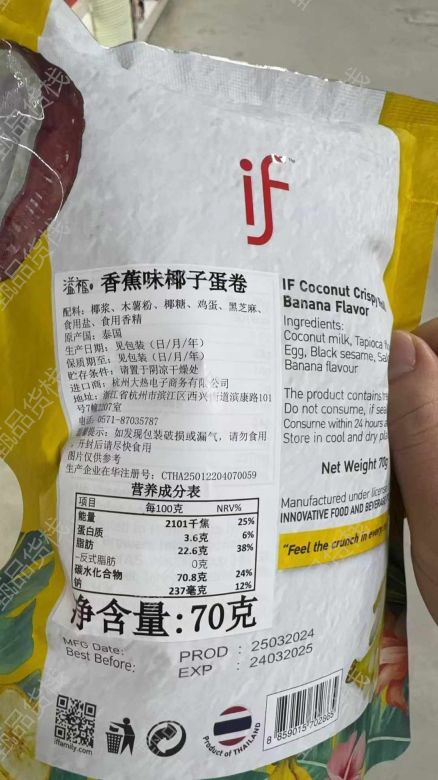 if
溢福® 香蕉味椰子蛋卷
配料：椰浆、木薯粉、椰糖、鸡蛋、黑芝麻、
食用盐、食用香精
原产国：泰国
生产日期：见包装（日/月/年）
保质期至：见包装（日/月/年）
贮存条件：请置于阴凉干燥处
进口商：杭州大热电子商务有限公司
地址：浙江省杭州市滨江区西兴街道滨康路101
号7幢207室
电话:0571-87035787
温馨提示：如发现包装破损或漏气，请勿食用
,开封后请尽快食用
图片仅供参考
生产企业在华注册号：CTHA25012204070059
营养成分表
项目 每100克 NRV%
能量 2101千焦 25%
蛋白质 3.6克 6%
脂肪 22.6克 38%
-反式脂肪 0克
碳水化合物 70.8克 24%
钠 237毫克 12%
净含量:70克
IF Coconut Crispy
Banana Flavor
Ingredients:
Coconut milk, Tapioca
Egg, Black sesame,
Banana flavour
The product contains
Do not consume, if
Consume within 24 hours
Store in cool and dry
Net Weight 70g
Manufactured under
INNOVATIVE FOOD AND
"Feel the crunch in every
MFG Date: PROD : 25032024
Best Before: EXP : 24032025
iffamily.com
Product of THAILAND
8 859015 702865
臻品货栈